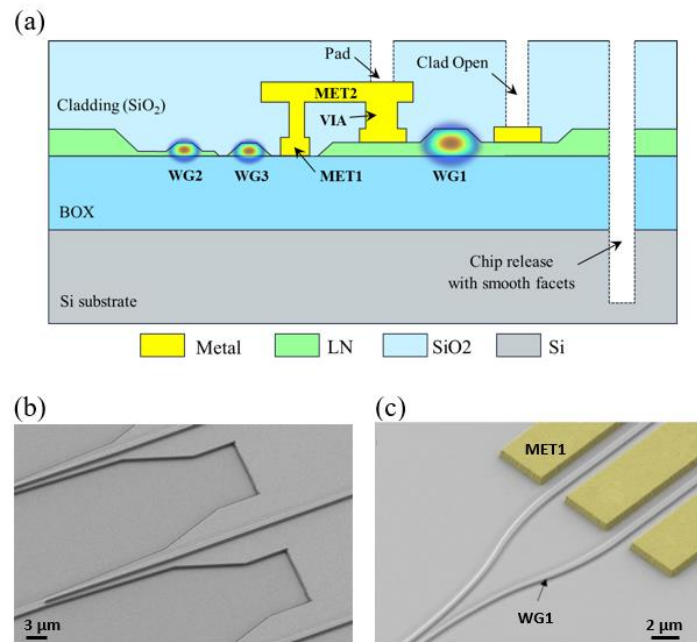 (a)
Pad
Clad Open
Cladding (SiO₂)
MET2
VIA
WG2
WG3
MET1
WG1
BOX
Chip release
with smooth facets
Si substrate
Metal
LN
SiO2
Si
(b)
(c)
MET1
WG1
3 μm
2 μm